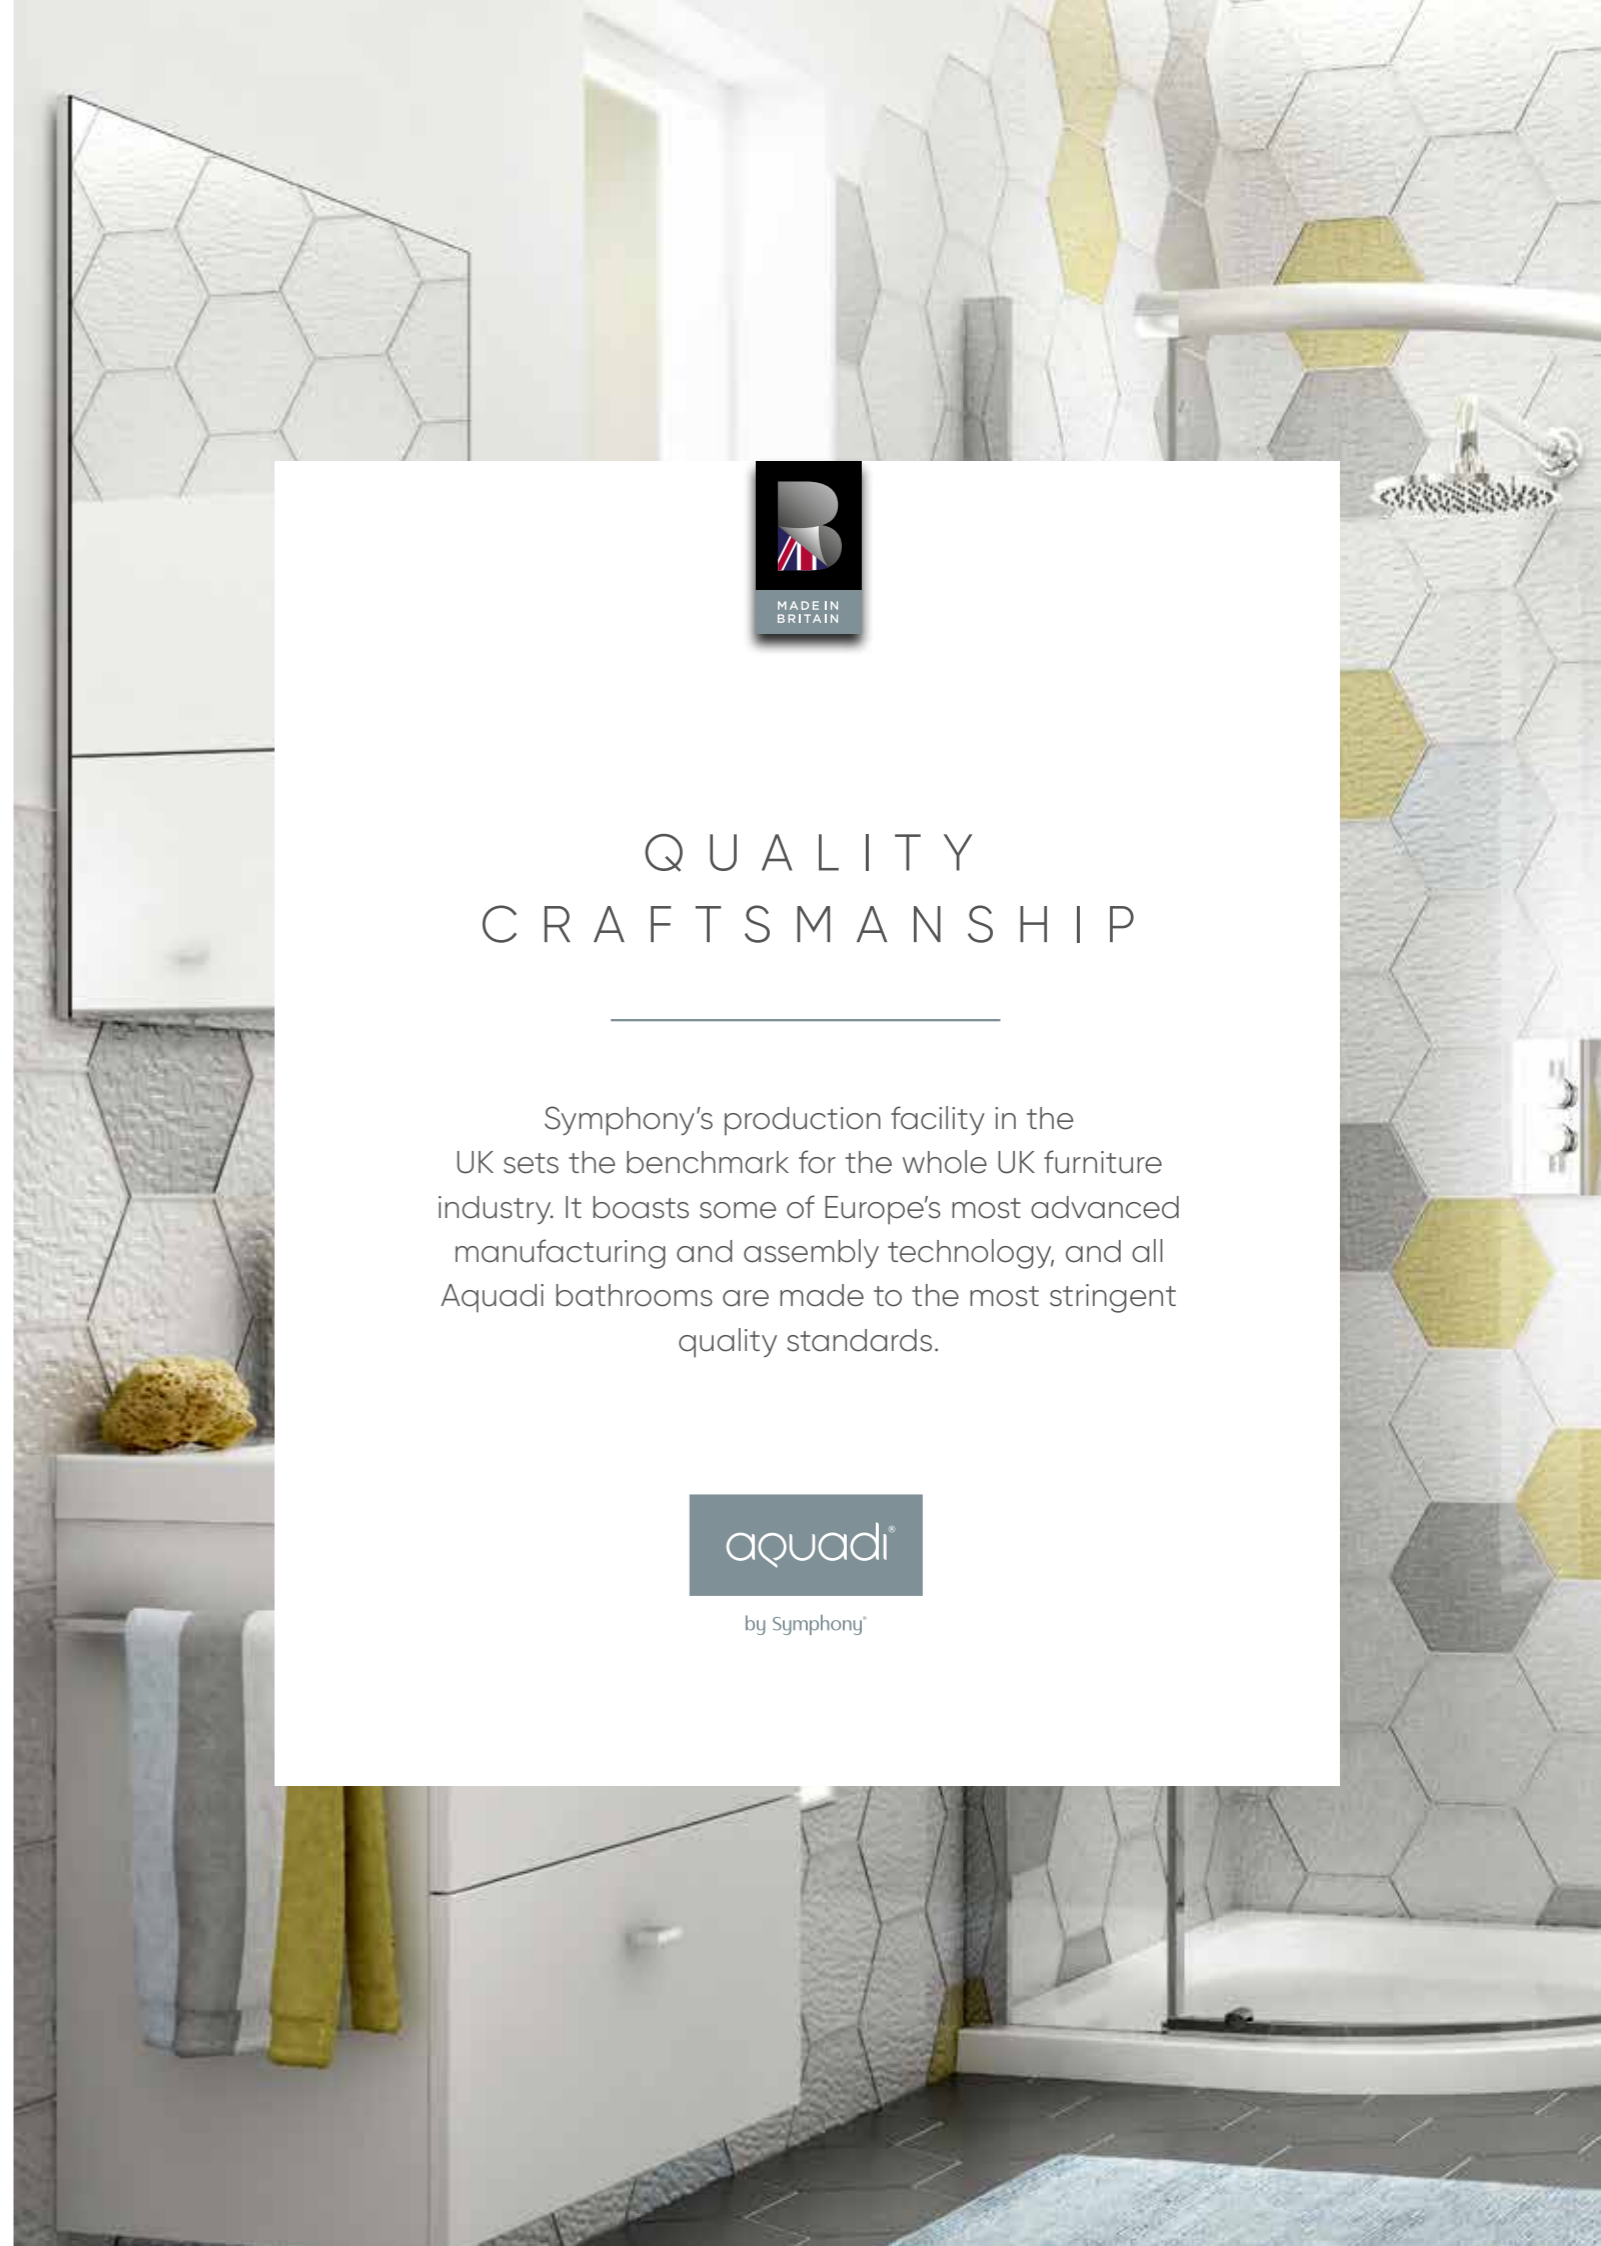 MADE IN
BRITAIN
QUALITY
CRAFTSMANSHIP
Symphony’s production facility in the
UK sets the benchmark for the whole UK furniture
industry. It boasts some of Europe’s most advanced
manufacturing and assembly technology, and all
Aquadi bathrooms are made to the most stringent
quality standards.
aquadi®
by Symphony®